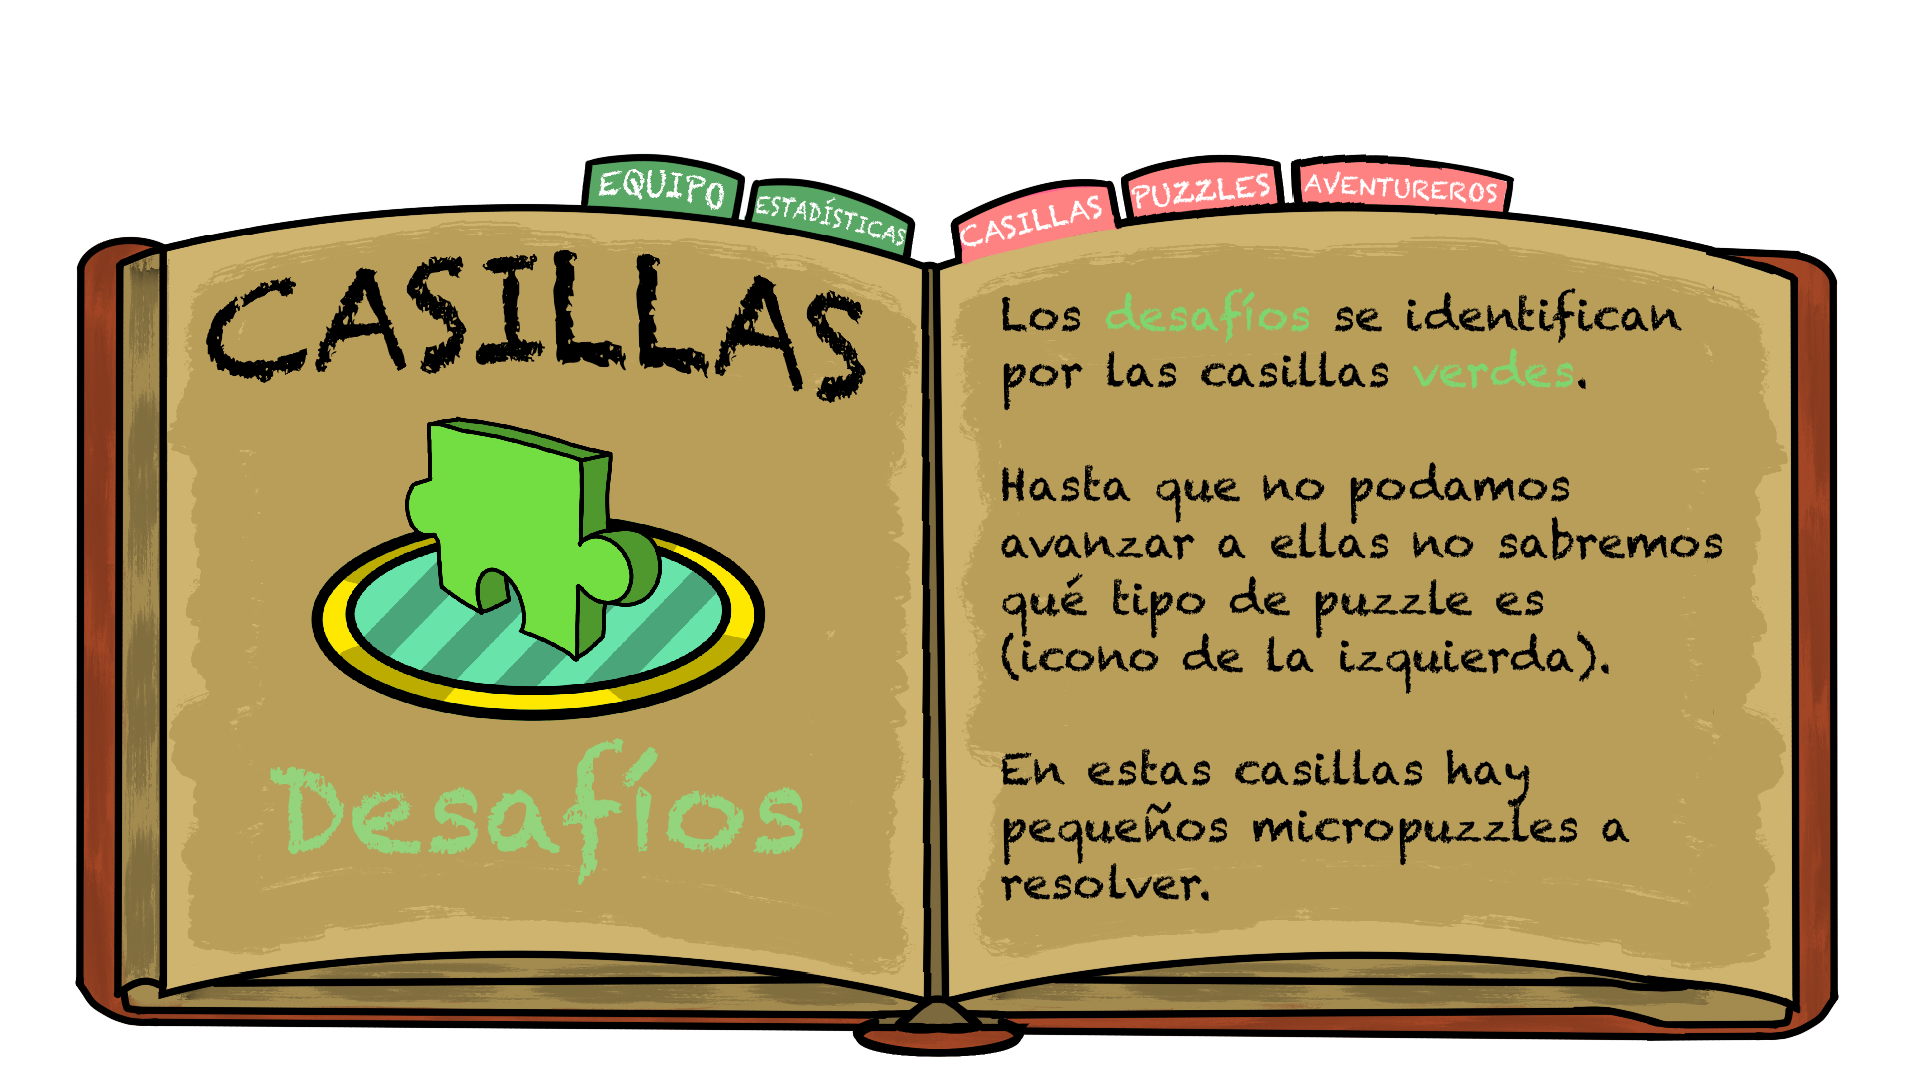 EQUIPO
ESTADÍSTICAS
CASILLAS
PUZZLES
AVENTUREROS
CASILLAS
Desafíos
Los desafíos se identifican
por las casillas verdes.
Hasta que no podamos
avanzar a ellas no sabremos
qué tipo de puzzle es
(icono de la izquierda).
En estas casillas hay
pequeños micropuzzles a
resolver.